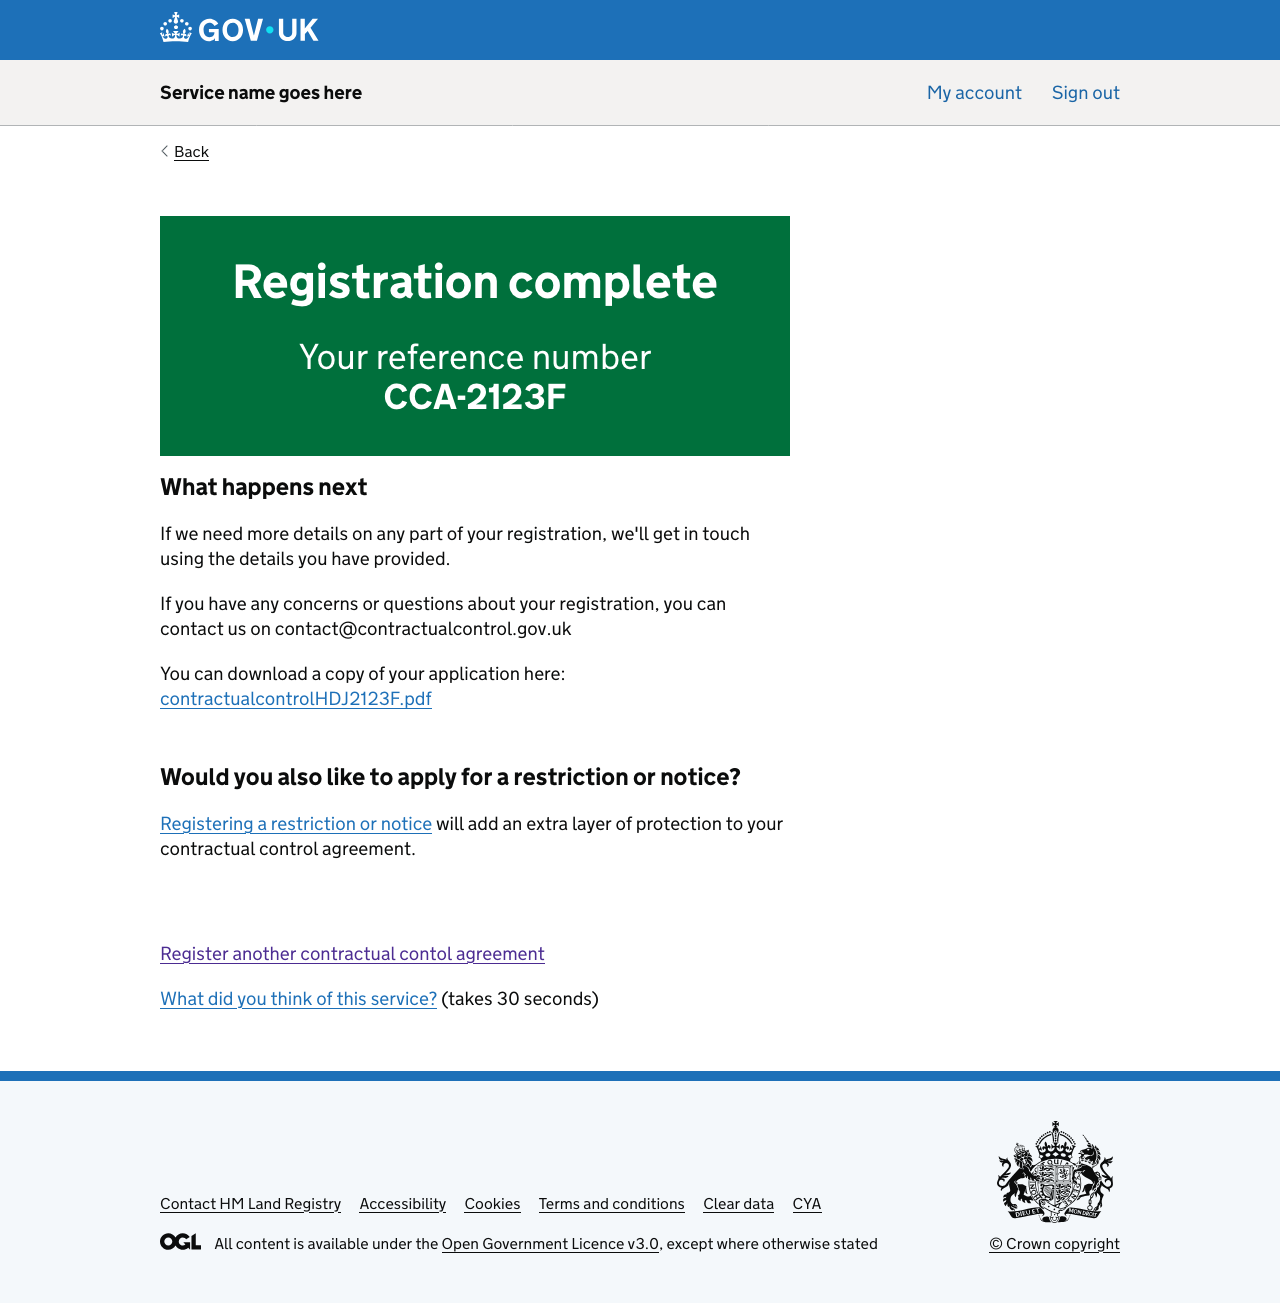 GOV·UK
Service name goes here
My account
Sign out
Back
Registration complete
Your reference number
CCA-2123F
What happens next
If we need more details on any part of your registration, we'll get in touch
using the details you have provided.
If you have any concerns or questions about your registration, you can
contact us on contact@contractualcontrol.gov.uk
You can download a copy of your application here:
contractualcontrolHDJ2123F.pdf
Would you also like to apply for a restriction or notice?
Registering a restriction or notice will add an extra layer of protection to your
contractual control agreement.
Register another contractual contol agreement
What did you think of this service? (takes 30 seconds)
DIEU ET MON DROIT
Contact HM Land Registry Accessibility Cookies Terms and conditions Clear data CYA
OGL All content is available under the Open Government Licence v3.0, except where otherwise stated
© Crown copyright